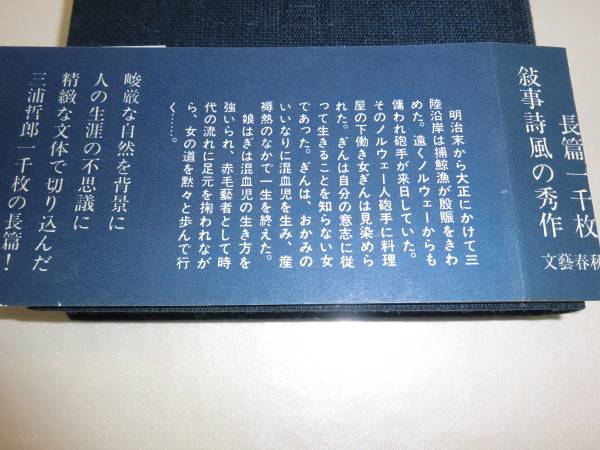 長篇一千枚
敍事詩風の秀作
文藝春秋
明治末から大正にかけて三
陸沿岸は捕鯨漁が殷賑をきわ
めた。遠くノルウェーからも
傭われ砲手が来日していた。
そのノルウェー人砲手に料理
屋の下働き女ぎんは見染めら
れた。ぎんは自分の意志に従
って生きることを知らない女
であった。ぎんは、おかみの
いいなりに混血児を生み、産
褥熱のなかで一生を終えた。
娘はぎは混血児の生き方を
強いられ、赤毛藝者として時
代の流れに足元を掬われなが
ら、女の道を黙々と歩んで行
く……。
峻厳な自然を背景に
人の生涯の不思議に
精緻な文体で切り込んだ
三浦哲郎一千枚の長篇!